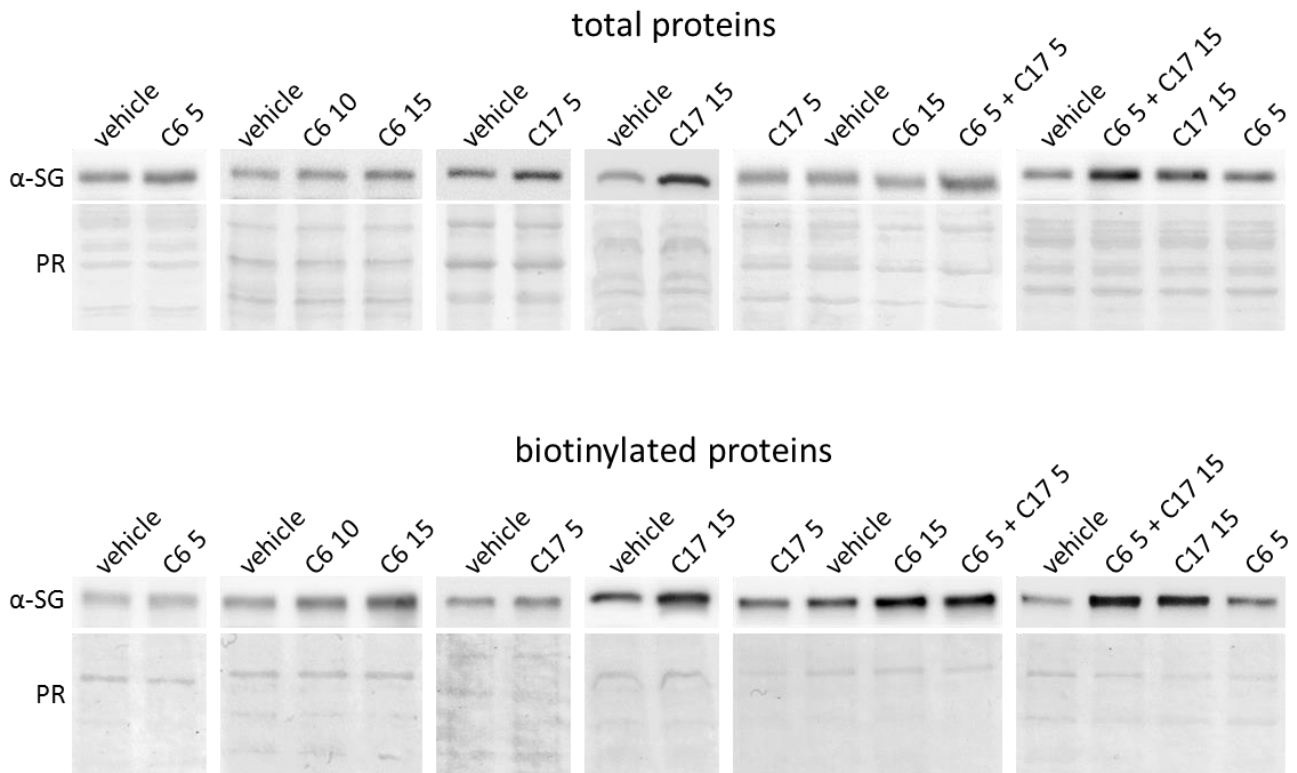 total proteins
vehicle C6 5 vehicle C6 10 C6 15 vehicle C17 5 vehicle C17 15 C17 5 vehicle C6 15 C6 5 + C17 5 vehicle C6 5 + C17 15 C17 15 C6 5
α-SG
PR
biotinylated proteins
vehicle C6 5 vehicle C6 10 C6 15 vehicle C17 5 vehicle C17 15 C17 5 vehicle C6 15 C6 5 + C17 5 vehicle C6 5 + C17 15 C17 15 C6 5
α-SG
PR